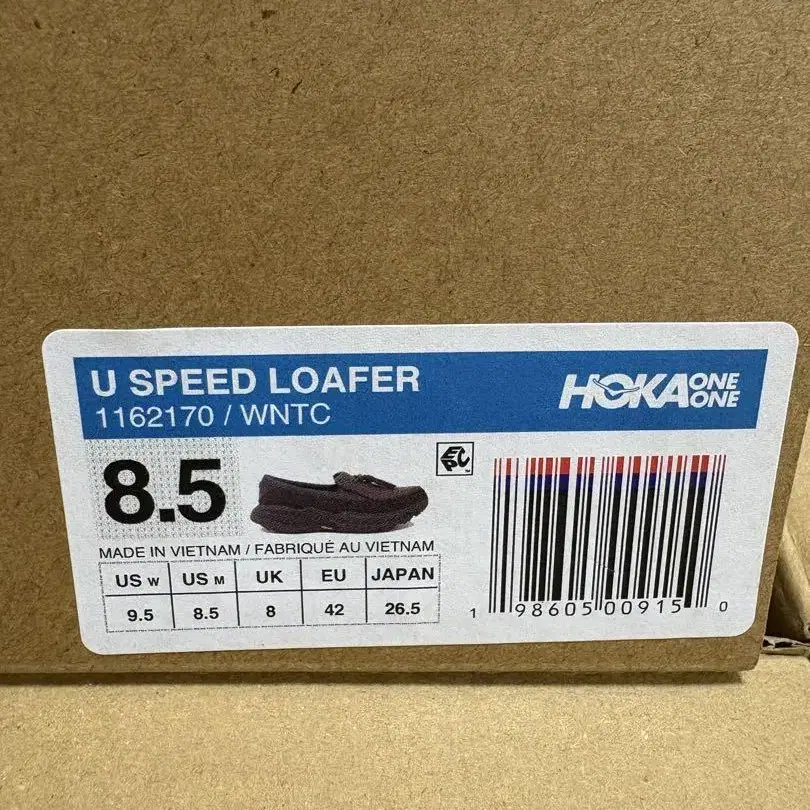 U SPEED LOAFER
1162170 / WNTC
HOKA ONE ONE
8.5
EPC™
MADE IN VIETNAM / FABRIQUÉ AU VIETNAM
US W US M UK EU JAPAN
9.5 8.5 8 42 26.5
1 98605 00915 0